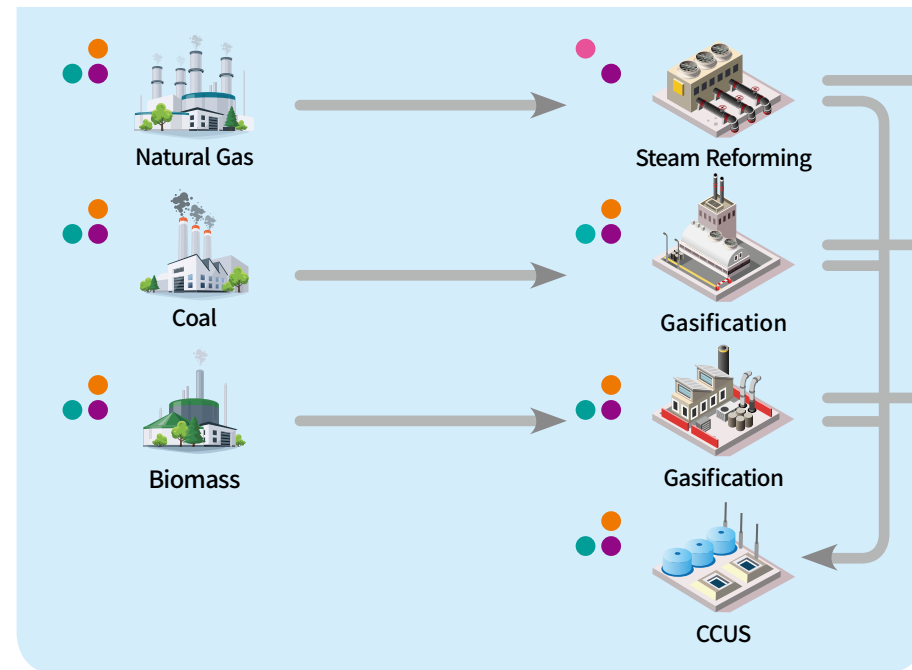 Natural Gas
Steam Reforming
Coal
Gasification
Biomass
Gasification
CCUS